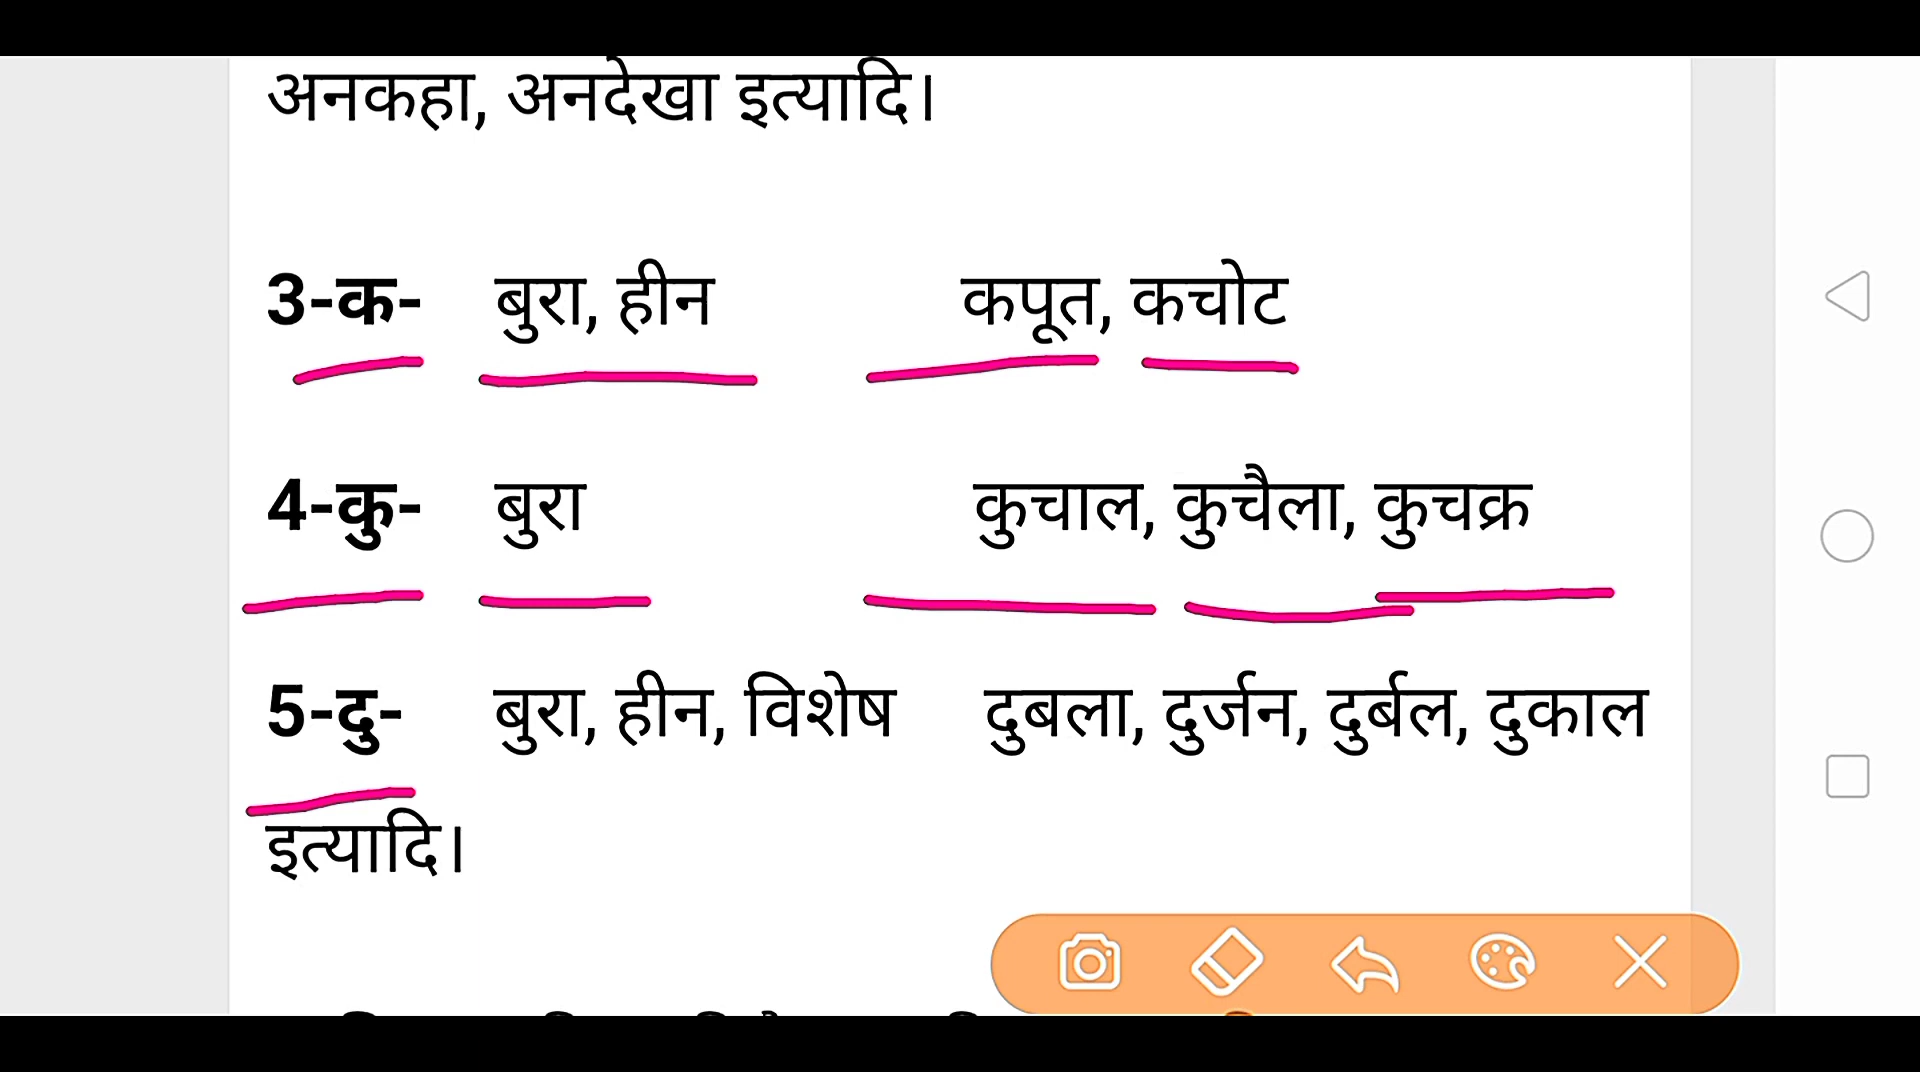 अनकहा, अनदेखा इत्यादि।
3-क- बुरा, हीन कपूत, कचोट
4-कु- बुरा कुचाल, कुचैला, कुचक्र
5-दु- बुरा, हीन, विशेष दुबला, दुर्जन, दुर्बल, दुकाल
इत्यादि।